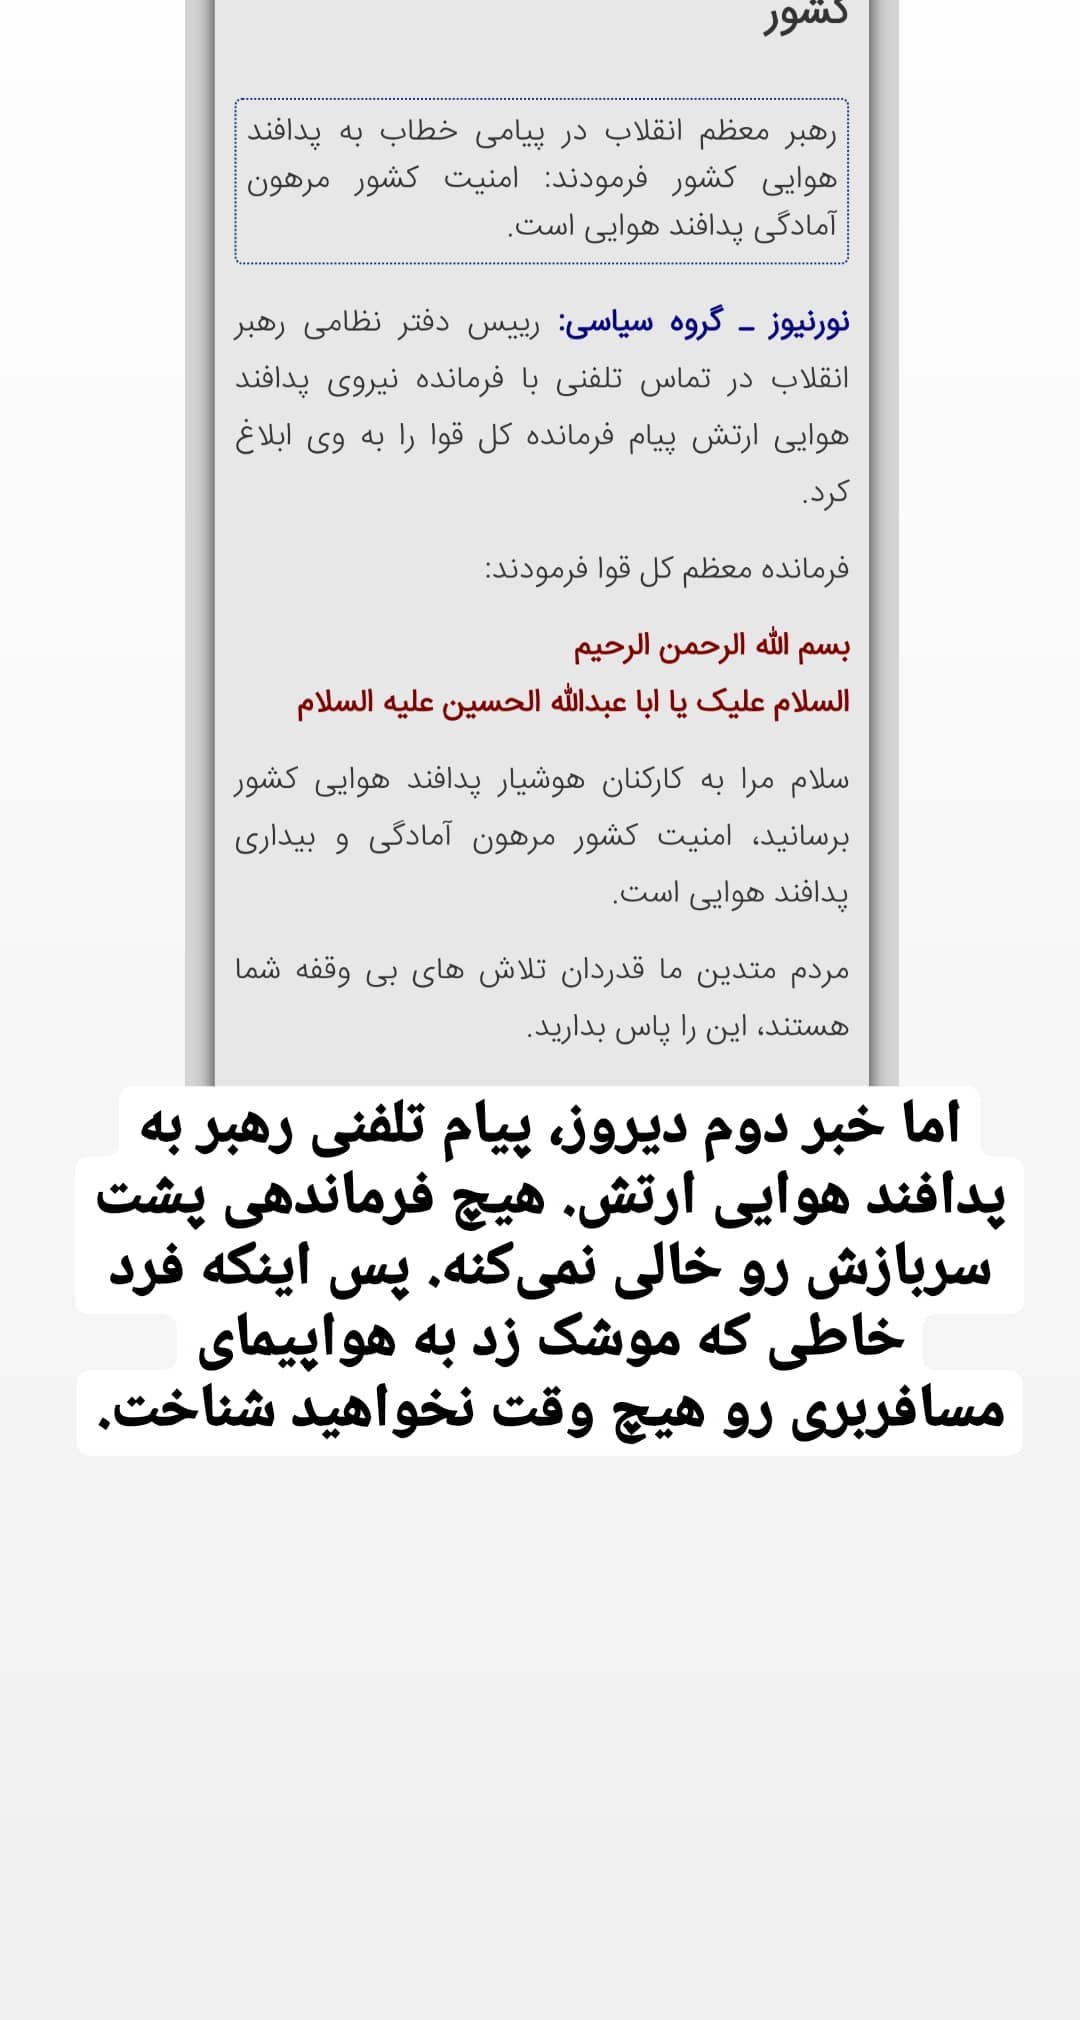 کشور
رهبر معظم انقلاب در پیامی خطاب به پدافند
هوایی کشور فرمودند: امنیت کشور مرهون
آمادگی پدافند هوایی است.
نورنیوز ـ گروه سیاسی: رییس دفتر نظامی رهبر
انقلاب در تماس تلفنی با فرمانده نیروی پدافند
هوایی ارتش پیام فرمانده کل قوا را به وی ابلاغ
کرد.
فرمانده معظم کل قوا فرمودند:
بسم الله الرحمن الرحیم
السلام علیک یا ابا عبدالله الحسین علیه السلام
سلام مرا به کارکنان هوشیار پدافند هوایی کشور
برسانید، امنیت کشور مرهون آمادگی و بیداری
پدافند هوایی است.
مردم متدین ما قدردان تلاش های بی وقفه شما
هستند، این را پاس بدارید.
اما خبر دوم دیروز، پیام تلفنی رهبر به
پدافند هوایی ارتش. هیچ فرماندهی پشت
سربازش رو خالی نمی‌کنه. پس اینکه فرد
خاطی که موشک زد به هواپیمای
مسافربری رو هیچ وقت نخواهید شناخت.